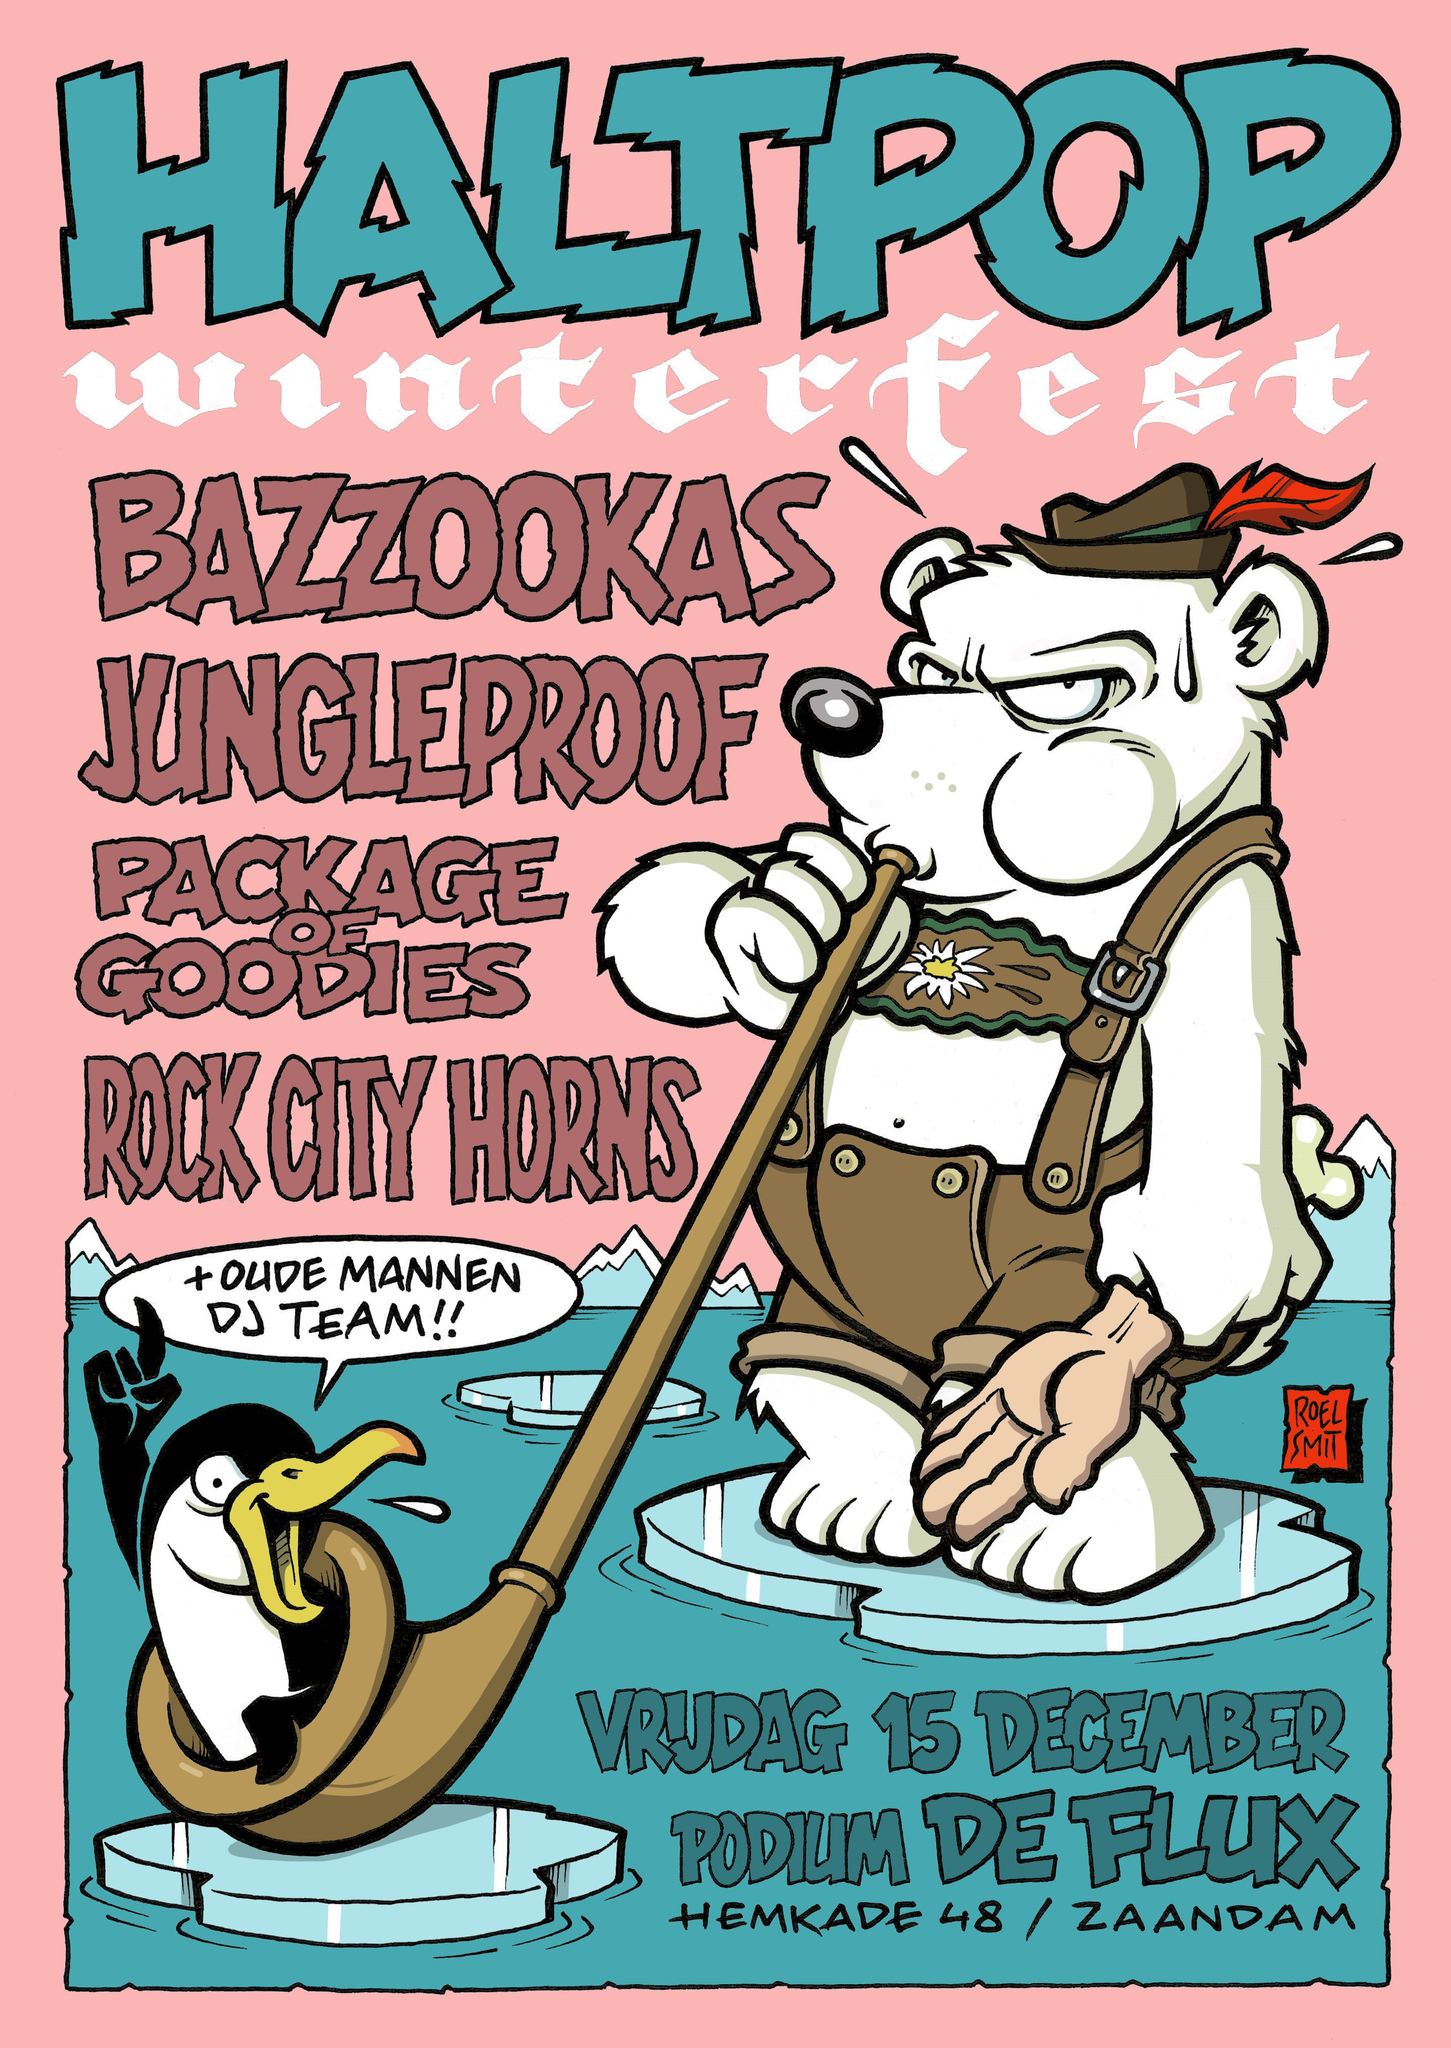 HALTPOP
winterfest
BAZZOOKAS
JUNGLEPROOF
PACKAGE
OF
GOODIES
ROCK CITY HORNS
+ OUDE MANNEN
DJ TEAM!!
ROEL
SMIT
VRIJDAG 15 DECEMBER
PODIUM DE FLUX
HEMKADE 48 / ZAANDAM